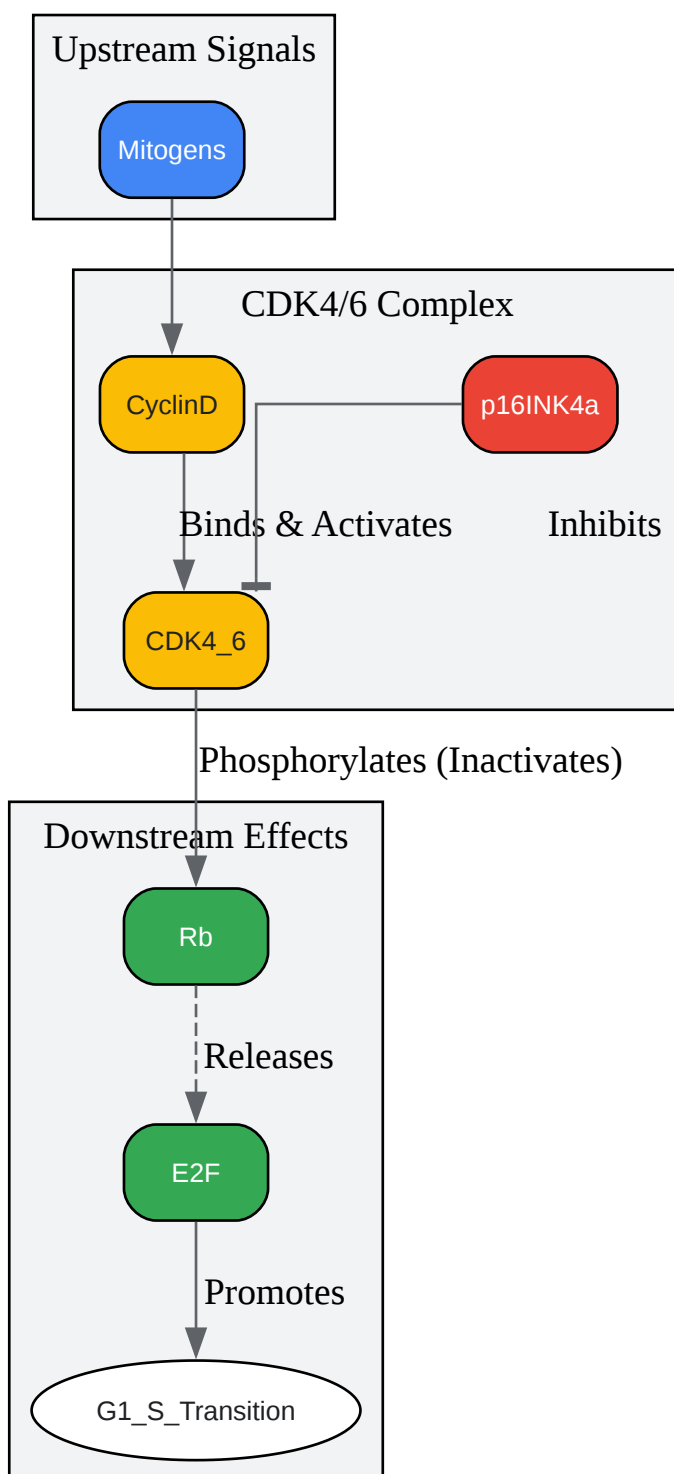 Upstream Signals
Mitogens
CDK4/6 Complex
CyclinD
p16INK4a
Binds & Activates
Inhibits
CDK4_6
Phosphorylates (Inactivates)
Downstream Effects
Rb
Releases
E2F
Promotes
G1_S_Transition